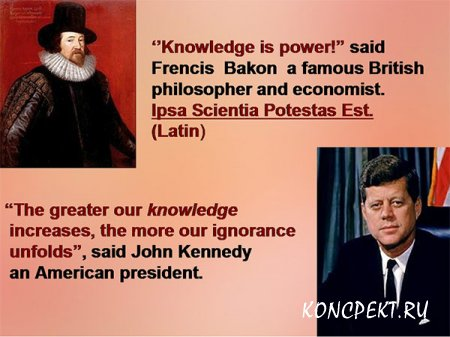 ‘’Knowledge is power!” said
Frencis Bakon a famous British
philosopher and economist.
Ipsa Scientia Potestas Est.
(Latin)
“The greater our knowledge
increases, the more our ignorance
unfolds”, said John Kennedy
an American president.
KONCPEKT.RU